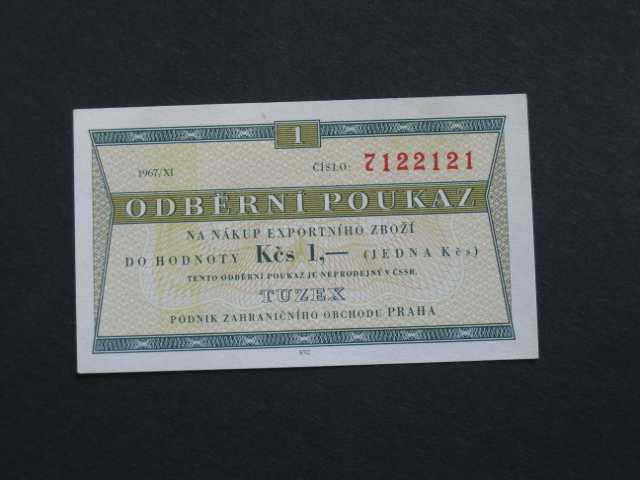 1
1967/XI
ČÍSLO: 7122121
ODBĚRNÍ POUKAZ
NA NÁKUP EXPORTNÍHO ZBOŽÍ
DO HODNOTY Kčs 1,— (JEDNA Kčs)
TENTO ODBĚRNÍ POUKAZ JE NEPRODEJNÝ V ČSSR.
TUZEX
PODNIK ZAHRANIČNÍHO OBCHODU PRAHA